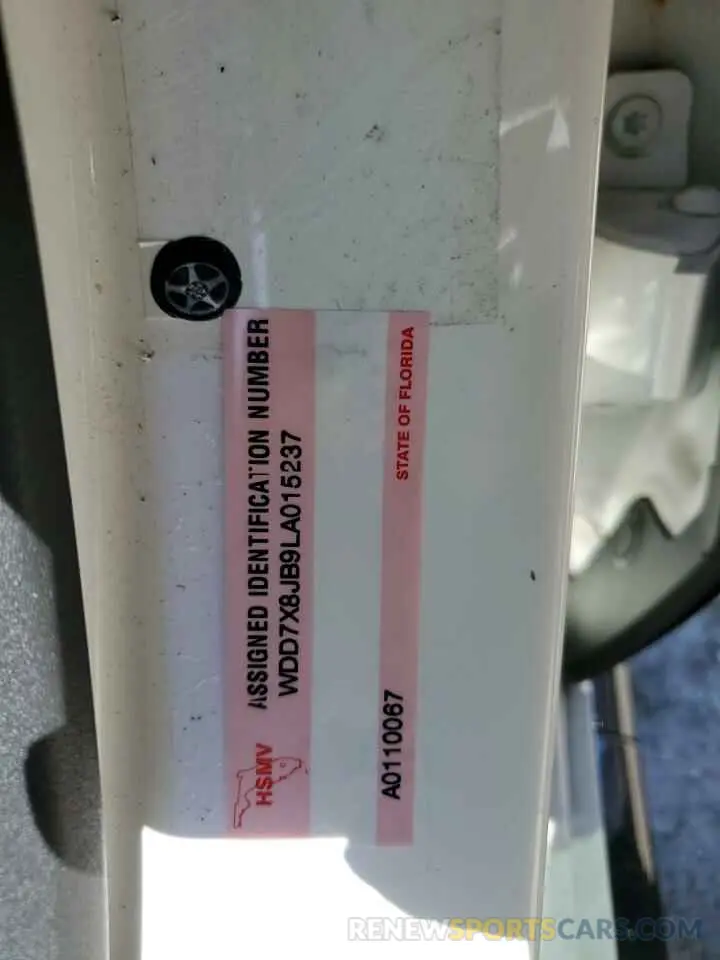 ASSIGNED IDENTIFICATION NUMBER
WDD7X8JB9LA015237
HSMV
STATE OF FLORIDA
A0110067
RENEWSPORTSCARS.COM